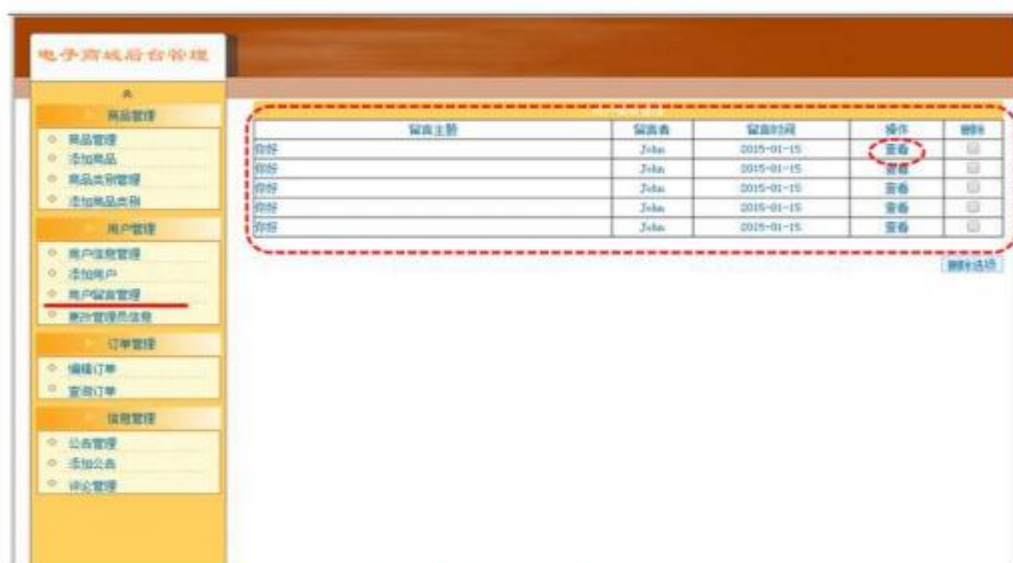 电子商城后台管理
商品管理
商品管理
添加商品
商品类别管理
添加商品类别
用户管理
用户信息管理
添加用户
用户留言管理
更改管理员信息
订单管理
编辑订单
查询订单
信息管理
公告管理
添加公告
评论管理
留言主题 留言者 留言时间 操作 删除
你好 John 2015-01-15 查看
你好 John 2015-01-15 查看
你好 John 2015-01-15 查看
你好 John 2015-01-15 查看
你好 John 2015-01-15 查看
删除选项